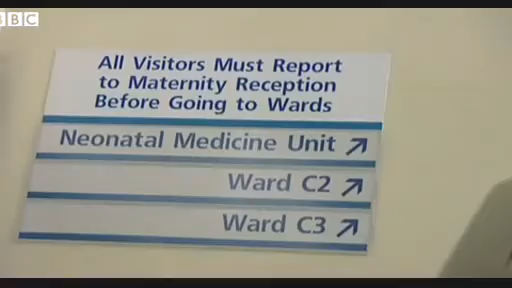 BBC
All Visitors Must Report
to Maternity Reception
Before Going to Wards
Neonatal Medicine Unit
Ward C2
Ward C3